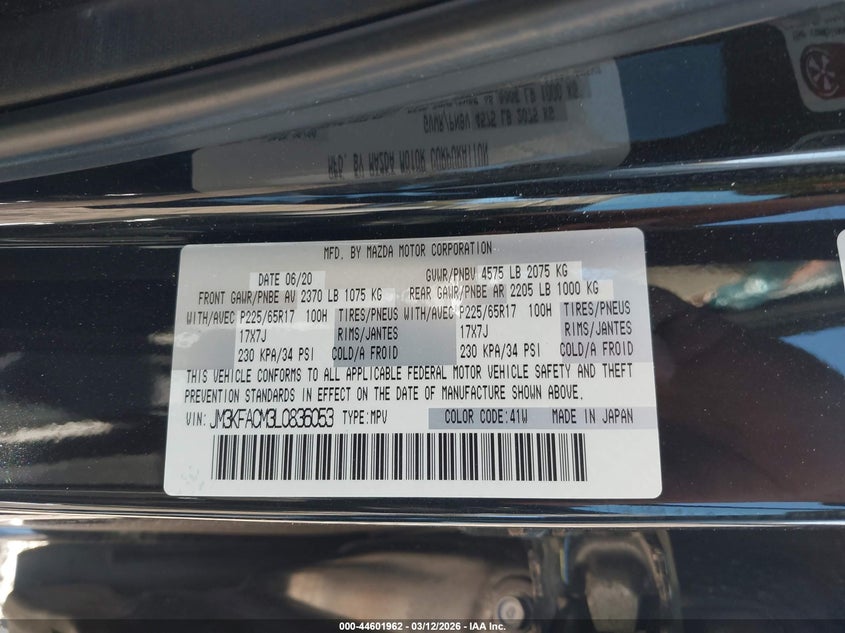 MFD. BY MAZDA MOTOR CORPORATION
DATE 06/20 GVWR/PNBV 4575 LB 2075 KG
FRONT GAWR/PNBE AV 2370 LB 1075 KG REAR GAWR/PNBE AR 2205 LB 1000 KG
WITH/AVEC P225/65R17 100H TIRES/PNEUS WITH/AVEC P225/65R17 100H TIRES/PNEUS
17X7J RIMS/JANTES 17X7J RIMS/JANTES
230 KPA/34 PSI COLD/A FROID 230 KPA/34 PSI COLD/A FROID
THIS VEHICLE CONFORMS TO ALL APPLICABLE FEDERAL MOTOR VEHICLE SAFETY AND THEFT
PREVENTION STANDARDS IN EFFECT ON THE DATE OF MANUFACTURE SHOWN ABOVE.
VIN: JM3KFACM3L0836053 TYPE:MPV COLOR CODE:41W MADE IN JAPAN
000-44601962 - 03/12/2026 - IAA Inc.